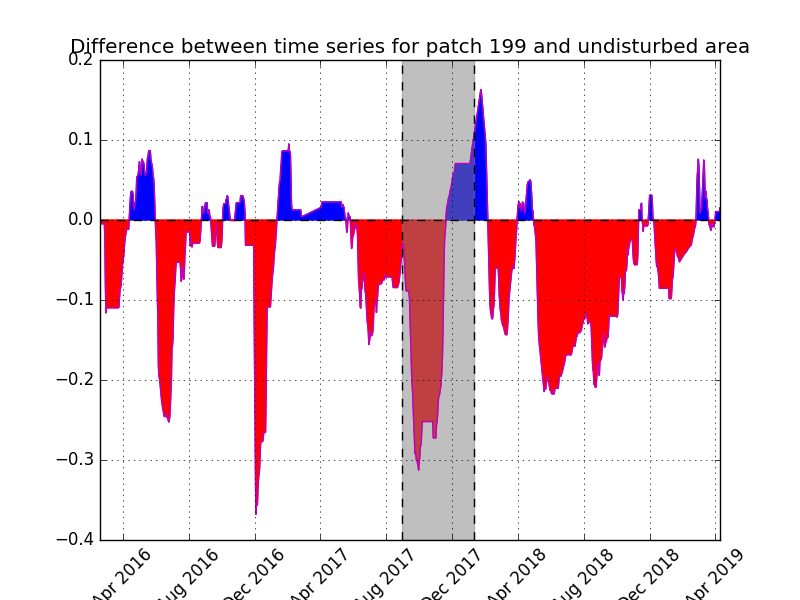 Difference between time series for patch 199 and undisturbed area
0.2
0.1
0.0
−0.1
−0.2
−0.3
−0.4
Apr 2016
Aug 2016
Dec 2016
Apr 2017
Aug 2017
Dec 2017
Apr 2018
Aug 2018
Dec 2018
Apr 2019